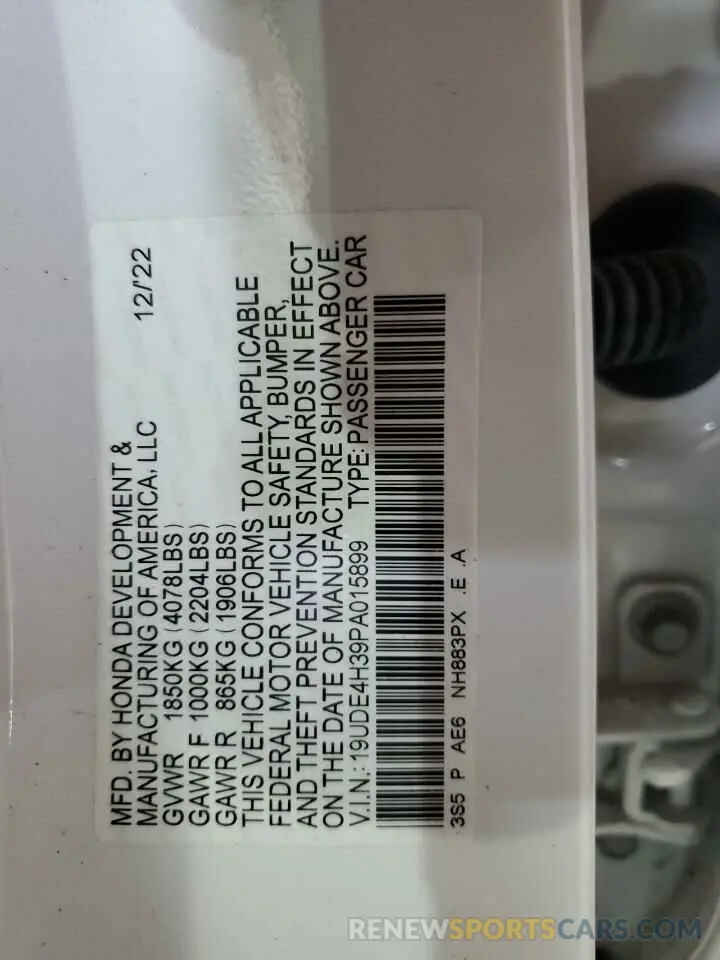 MFD. BY HONDA DEVELOPMENT & 12/'22
MANUFACTURING OF AMERICA, LLC
GVWR 1850KG (4078LBS)
GAWR F 1000KG (2204LBS)
GAWR R 865KG (1906LBS)
THIS VEHICLE CONFORMS TO ALL APPLICABLE
FEDERAL MOTOR VEHICLE SAFETY, BUMPER,
AND THEFT PREVENTION STANDARDS IN EFFECT
ON THE DATE OF MANUFACTURE SHOWN ABOVE.
V.I.N.: 19UDE4H39PA015899 TYPE: PASSENGER CAR
3S5 P AE6 NH883PX .E .A
RENEWSPORTSCARS.COM